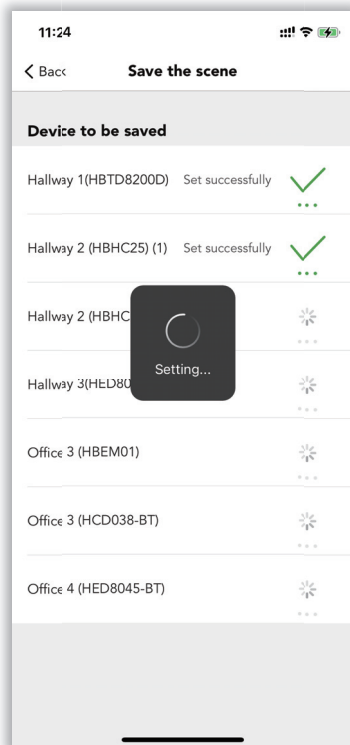 11:24
Back
Save the scene
Device to be saved
Hallway 1(HBTD8200D) Set successfully
Hallway 2 (HBHC25) (1) Set successfully
Hallway 2 (HBHC
Setting...
Hallway 3(HED80
Office 3 (HBEM01)
Office 3 (HCD038-BT)
Office 4 (HED8045-BT)